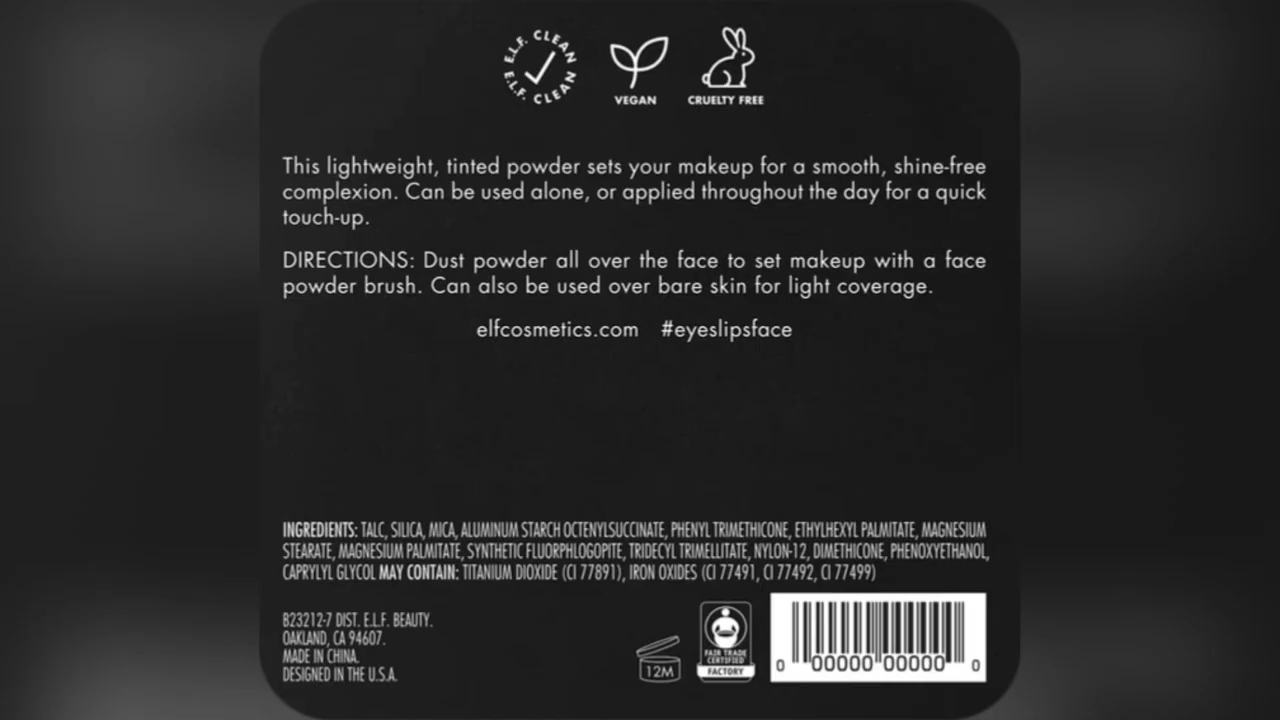 E.L.F. CLEAN
E.L.F. CLEAN
VEGAN
CRUELTY FREE
This lightweight, tinted powder sets your makeup for a smooth, shine-free
complexion. Can be used alone, or applied throughout the day for a quick
touch-up.
DIRECTIONS: Dust powder all over the face to set makeup with a face
powder brush. Can also be used over bare skin for light coverage.
elfcosmetics.com #eyeslipsface
INGREDIENTS: TALC, SILICA, MICA, ALUMINUM STARCH OCTENYLSUCCINATE, PHENYL TRIMETHICONE, ETHYLHEXYL PALMITATE, MAGNESIUM
STEARATE, MAGNESIUM PALMITATE, SYNTHETIC FLUORPHLOGOPITE, TRIDECYL TRIMELLITATE, NYLON-12, DIMETHICONE, PHENOXYETHANOL,
CAPRYLYL GLYCOL MAY CONTAIN: TITANIUM DIOXIDE (CI 77891), IRON OXIDES (CI 77491, CI 77492, CI 77499)
B23212-7 DIST. E.L.F. BEAUTY.
OAKLAND, CA 94607.
MADE IN CHINA.
DESIGNED IN THE U.S.A.
12M
FAIR TRADE
CERTIFIED
FACTORY
0 00000 00000 0